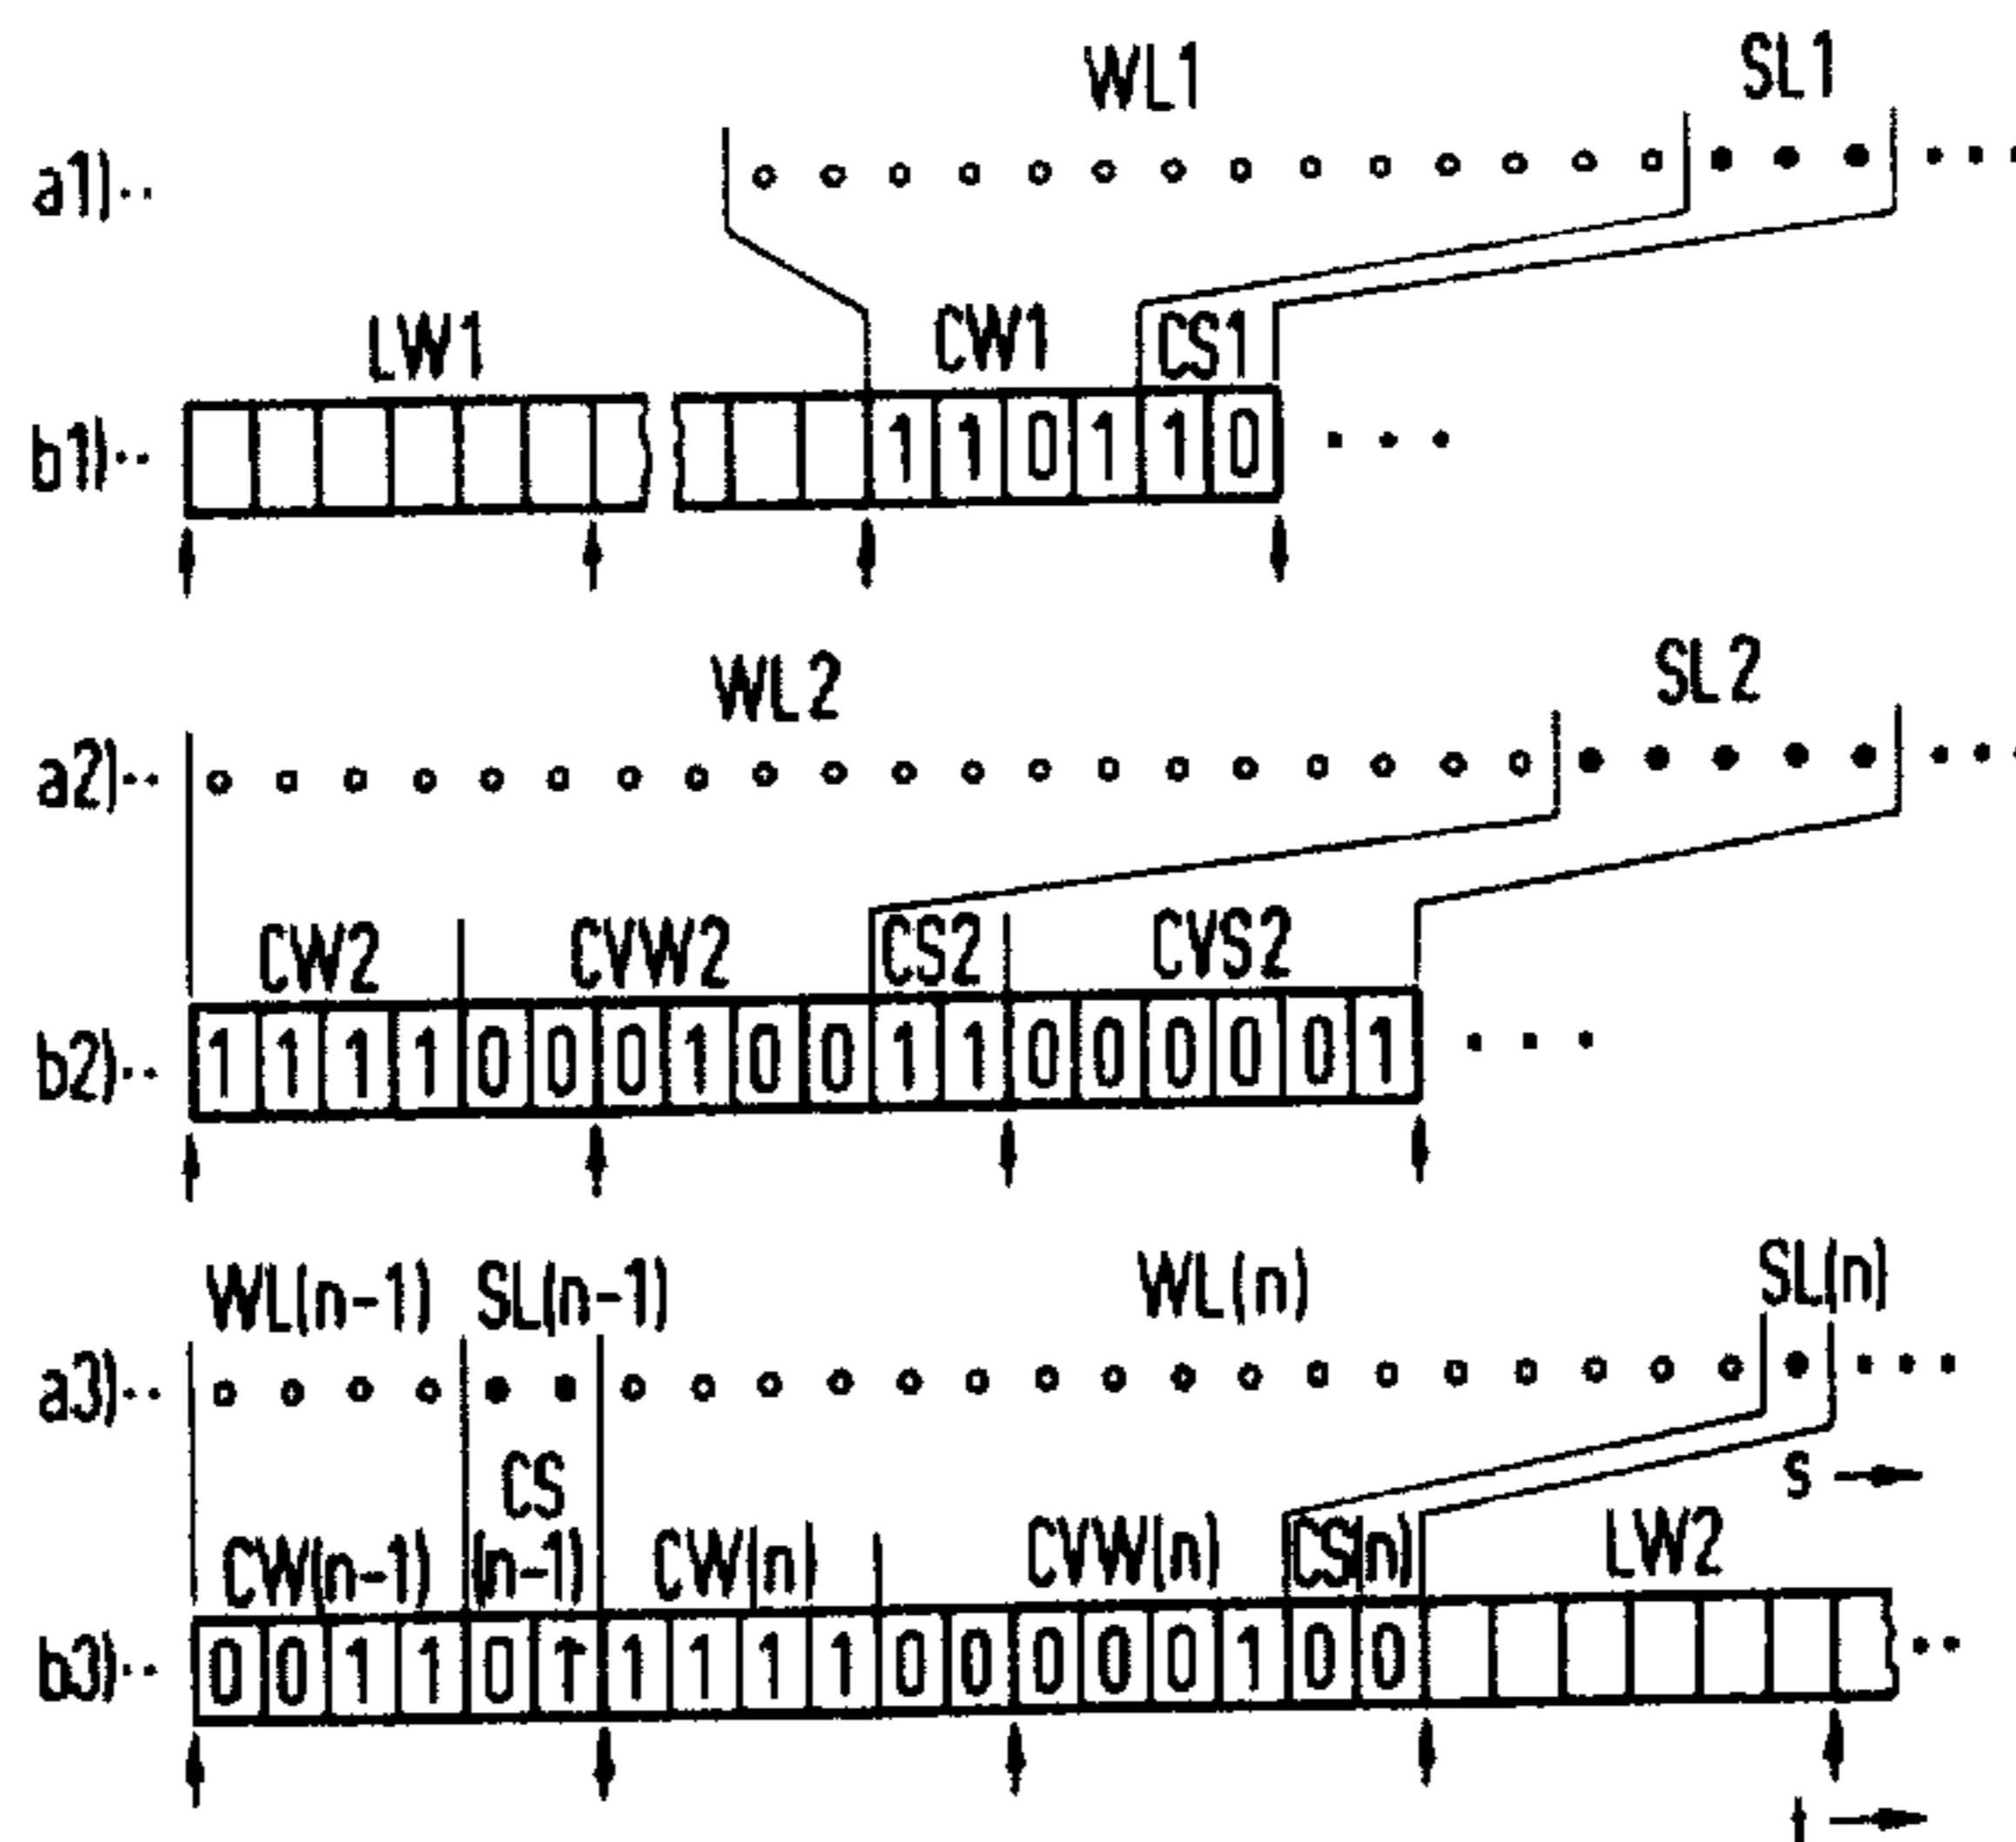 WL1 SL1
a1)··
LW1 CW1 CS1
b1)·· 1 1 0 1 1 0 · · ·
WL2 SL2
a2)··
CW2 CVW2 CS2 CVS2
b2)·· 1 1 1 1 0 0 0 1 0 0 1 1 0 0 0 0 0 1 · · ·
WL(n-1) SL(n-1) WL(n) SL(n)
a3)··
s
CS
CW(n-1) (n-1) CW(n) CVW(n) CS(n) LW2
b3)·· 0 0 1 1 0 1 1 1 1 1 0 0 0 0 0 1 0 0 ··
t